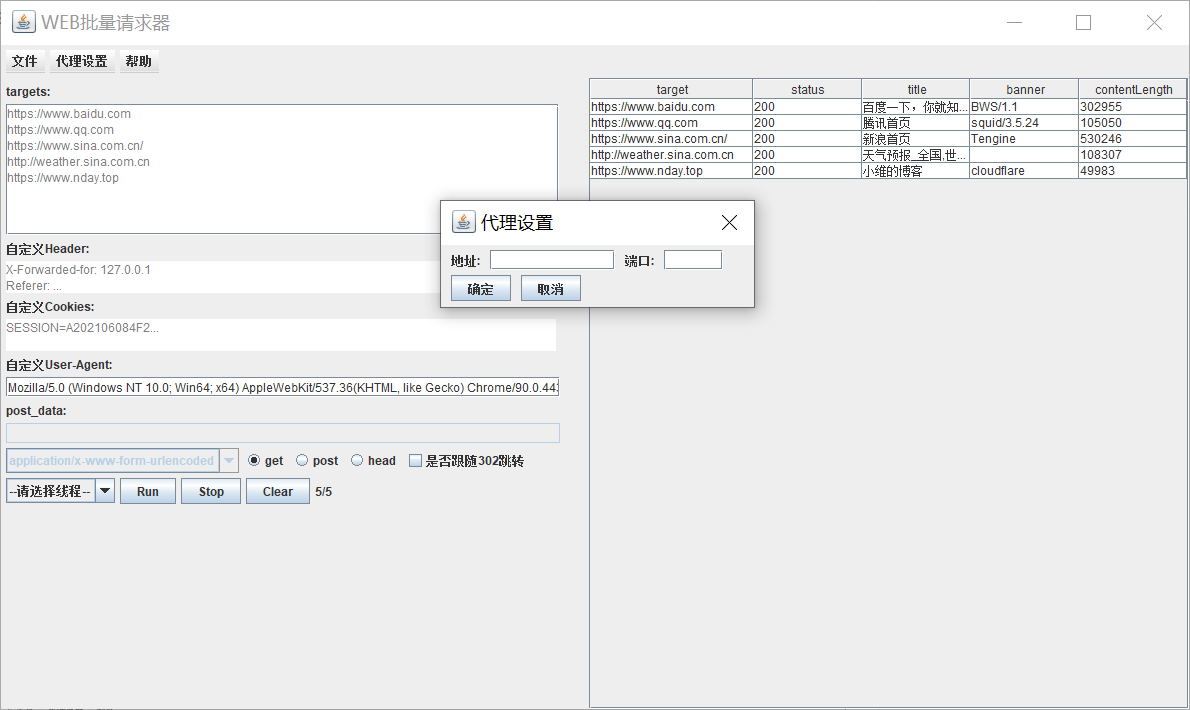 WEB批量请求器
文件 代理设置 帮助
targets:
https://www.baidu.com
https://www.qq.com
https://www.sina.com.cn/
http://weather.sina.com.cn
https://www.nday.top
自定义Header:
X-Forwarded-for: 127.0.0.1
Referer: ...
自定义Cookies:
SESSION=A202106084F2...
自定义User-Agent:
Mozilla/5.0 (Windows NT 10.0; Win64; x64) AppleWebKit/537.36(KHTML, like Gecko) Chrome/90.0.443
post_data:
application/x-www-form-urlencoded get post head 是否跟随302跳转
--请选择线程-- Run Stop Clear 5/5
target status title banner contentLength
https://www.baidu.com 200 百度一下，你就知... BWS/1.1 302955
https://www.qq.com 200 腾讯首页 squid/3.5.24 105050
https://www.sina.com.cn/ 200 新浪首页 Tengine 530246
http://weather.sina.com.cn 200 天气预报_全国,世... 108307
https://www.nday.top 200 小维的博客 cloudflare 49983
代理设置
地址: 端口:
确定 取消